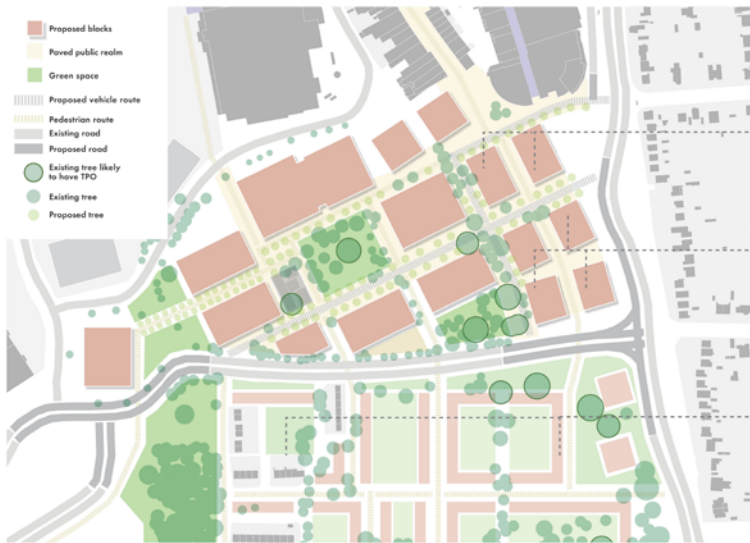 Proposed blocks
Paved public realm
Green space
Proposed vehicle route
Pedestrian route
Existing road
Proposed road
Existing tree likely
to have TPO
Existing tree
Proposed tree